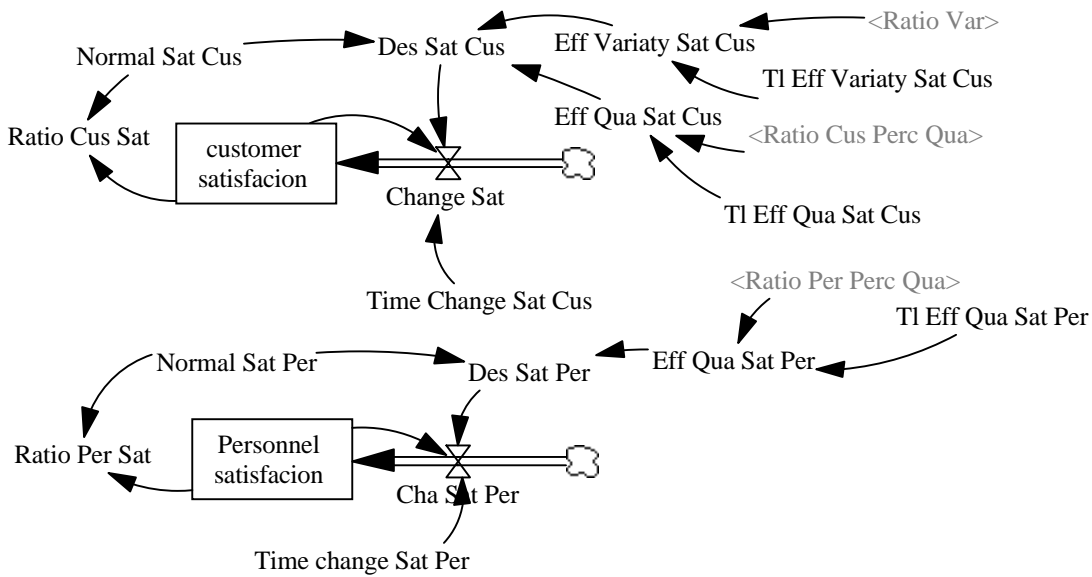 <Ratio Var>
Normal Sat Cus
Des Sat Cus
Eff Variaty Sat Cus
Tl Eff Variaty Sat Cus
Ratio Cus Sat
customer
satisfacion
Eff Qua Sat Cus
<Ratio Cus Perc Qua>
Change Sat
Tl Eff Qua Sat Cus
Time Change Sat Cus
<Ratio Per Perc Qua>
Tl Eff Qua Sat Per
Normal Sat Per
Des Sat Per
Eff Qua Sat Per
Ratio Per Sat
Personnel
satisfacion
Cha Sat Per
Time change Sat Per